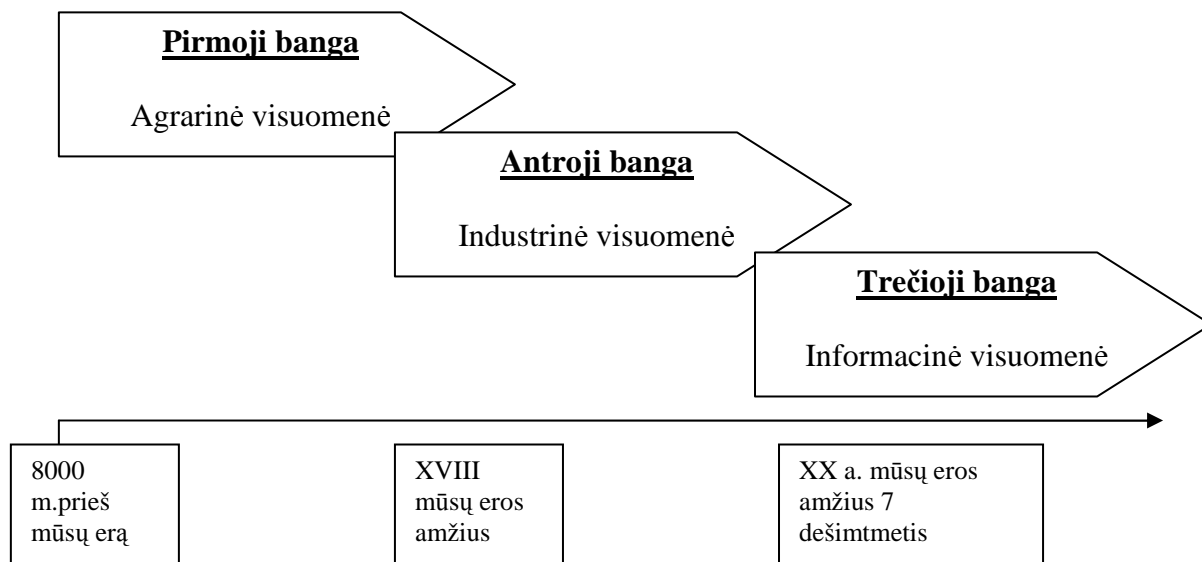 Pirmoji banga
Agrarinė visuomenė
Antroji banga
Industrinė visuomenė
Trečioji banga
Informacinė visuomenė
8000
m.prieš
mūsų erą
XVIII
mūsų eros
amžius
XX a. mūsų eros
amžius 7
dešimtmetis